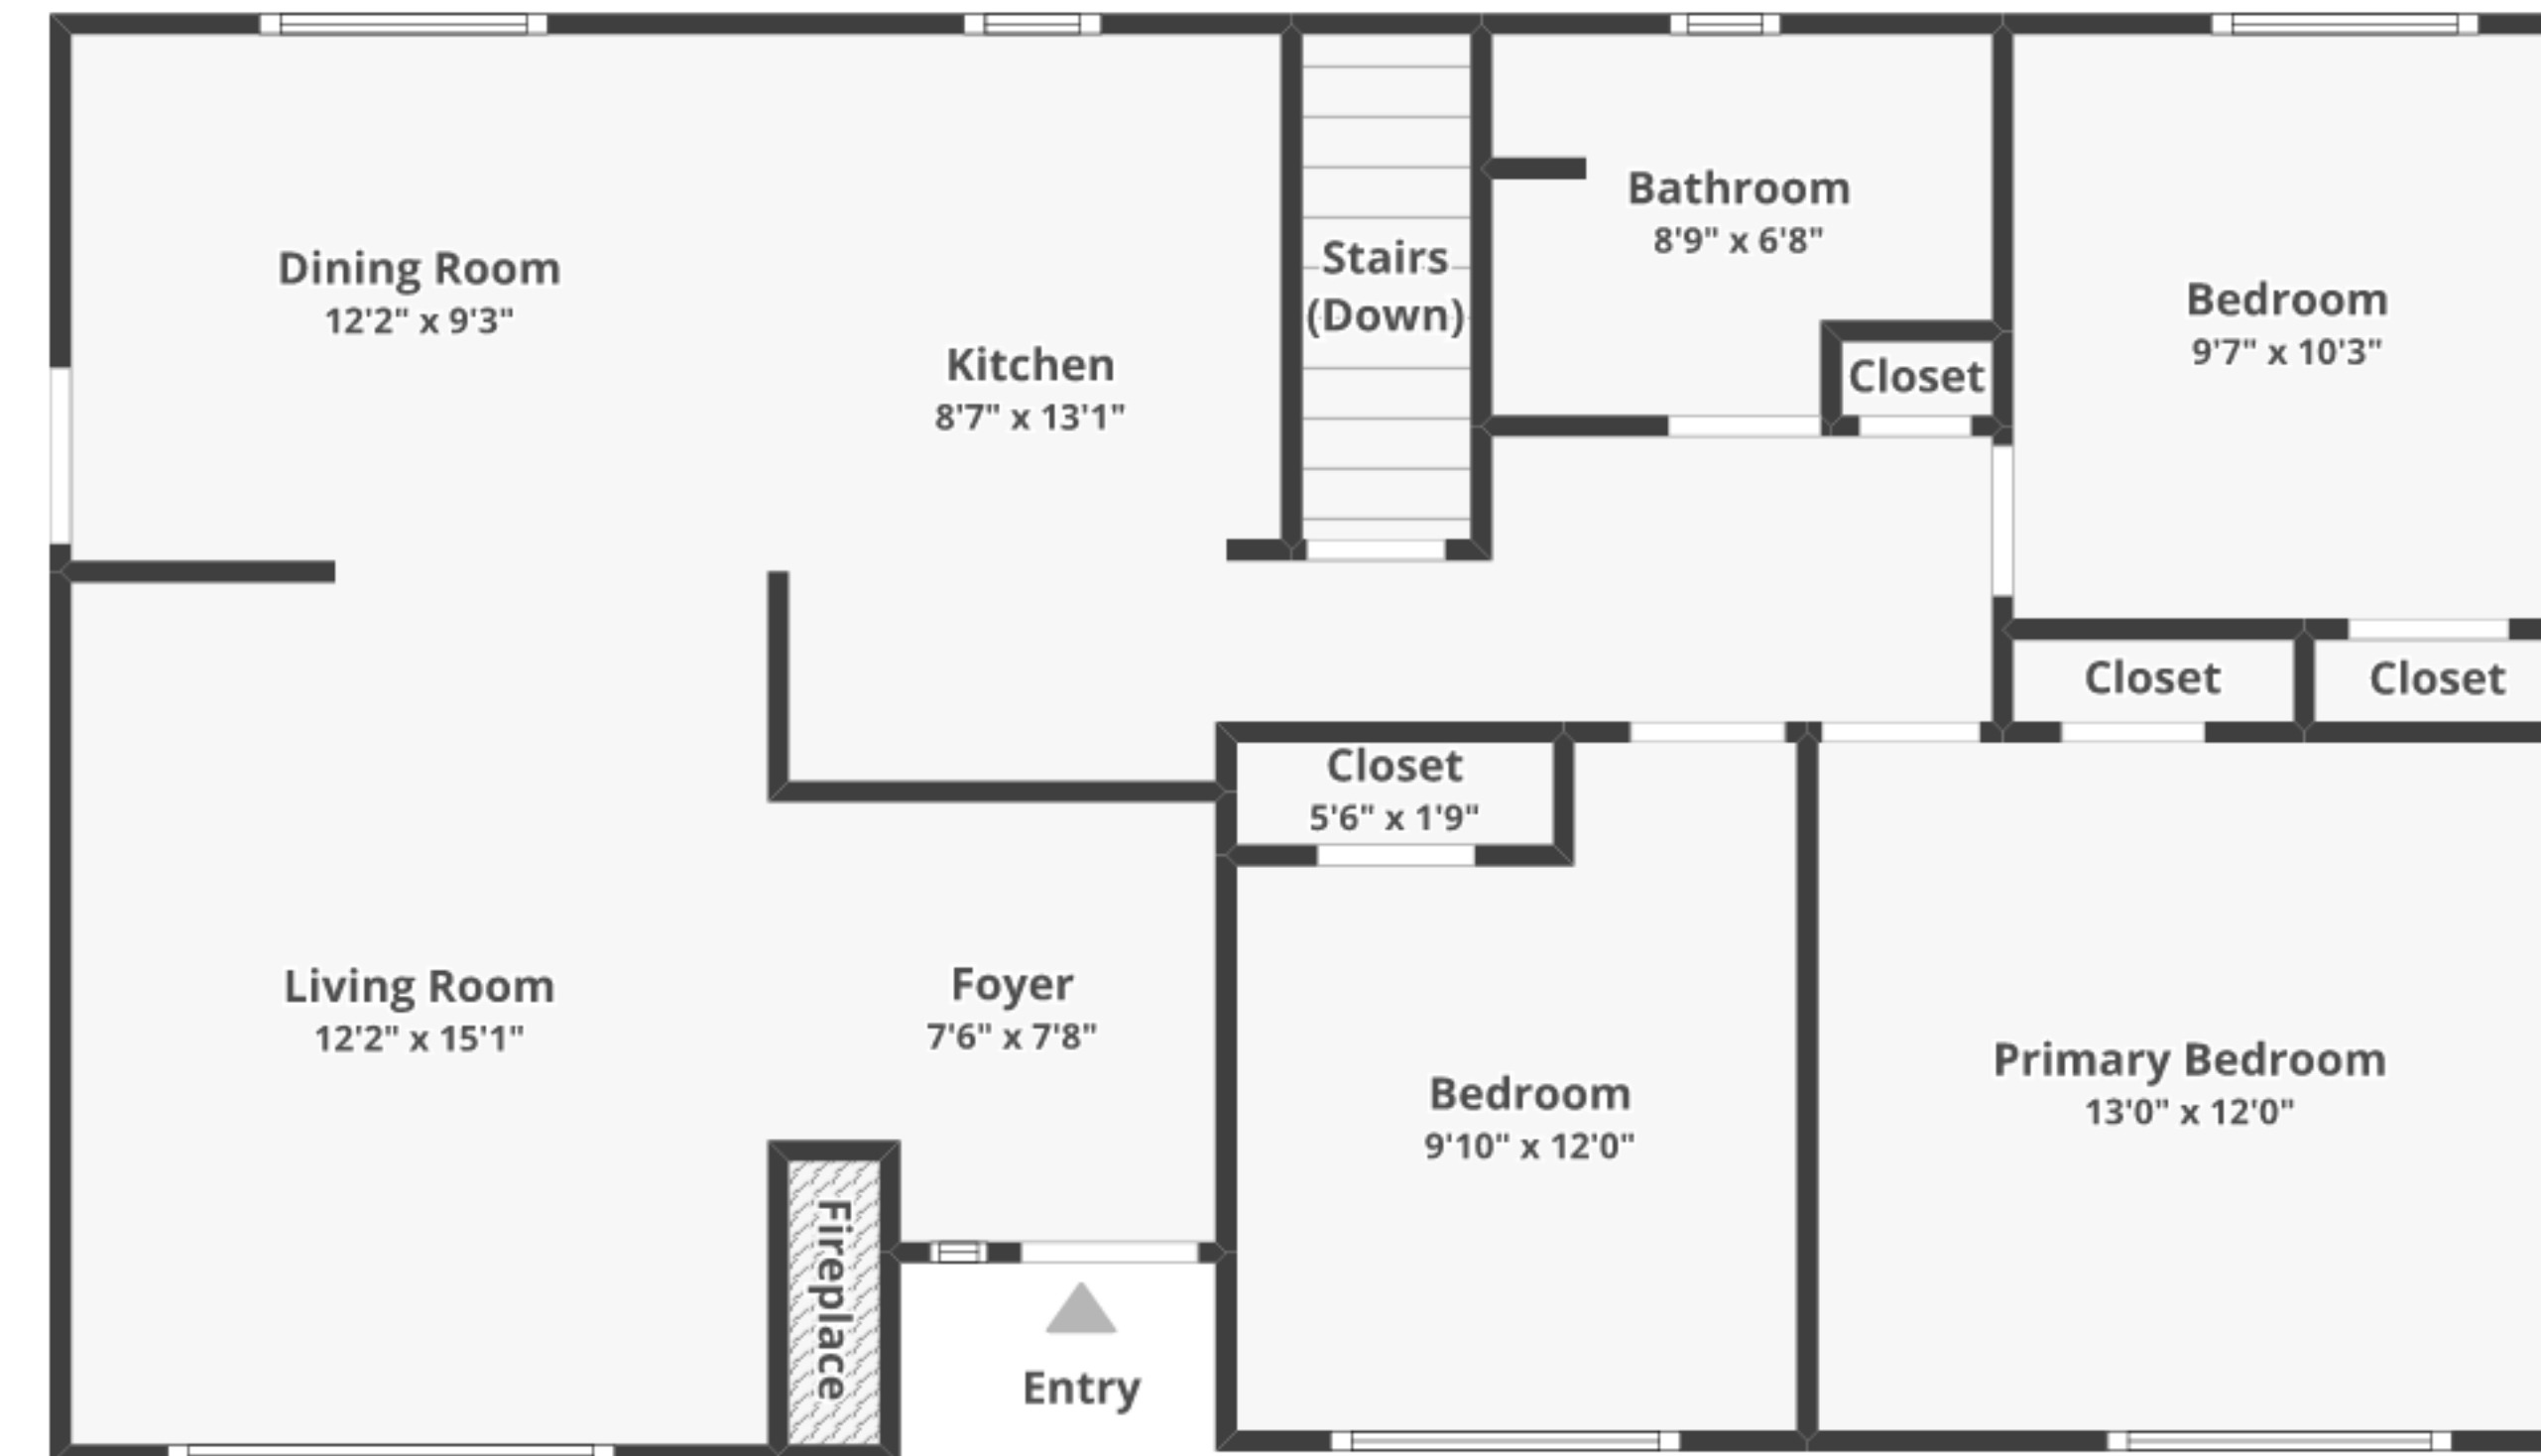 Dining Room
12'2" x 9'3"
Kitchen
8'7" x 13'1"
Stairs
(Down)
Bathroom
8'9" x 6'8"
Closet
Bedroom
9'7" x 10'3"
Closet
Closet
Closet
5'6" x 1'9"
Living Room
12'2" x 15'1"
Foyer
7'6" x 7'8"
Bedroom
9'10" x 12'0"
Primary Bedroom
13'0" x 12'0"
Fireplace
Entry